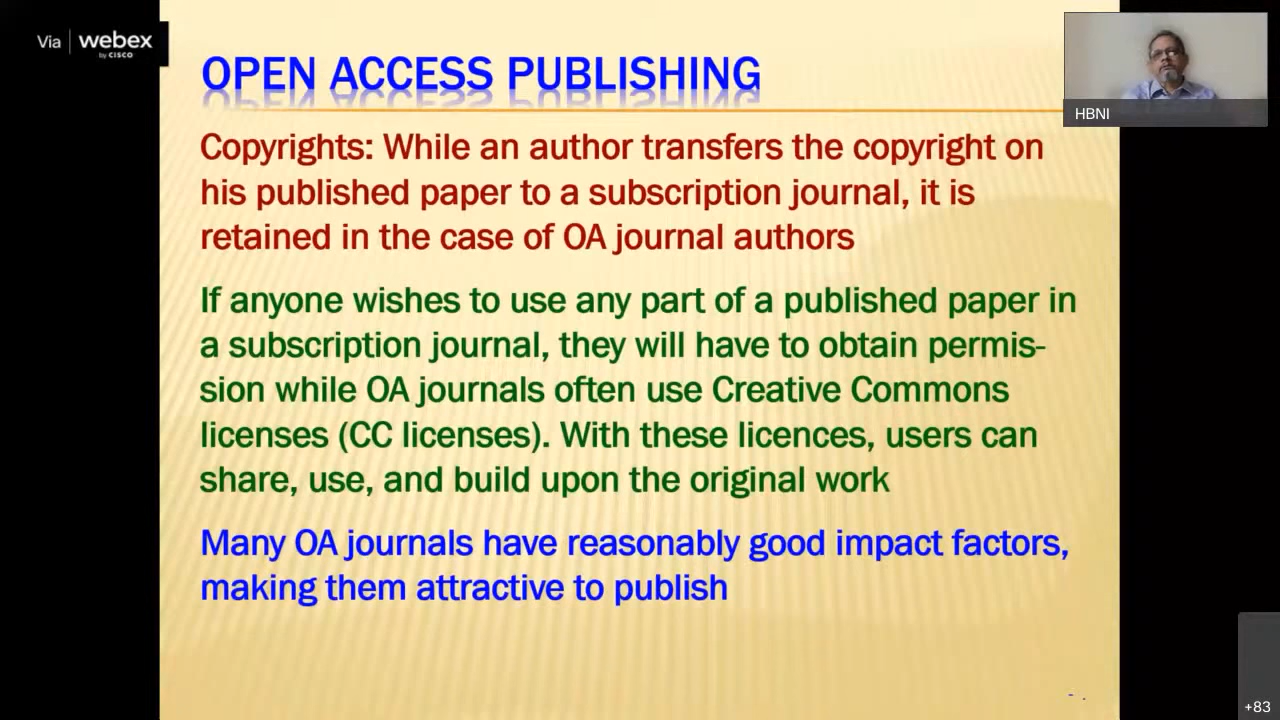 Via webex
by CISCO
OPEN ACCESS PUBLISHING
HBNI
Copyrights: While an author transfers the copyright on
his published paper to a subscription journal, it is
retained in the case of OA journal authors
If anyone wishes to use any part of a published paper in
a subscription journal, they will have to obtain permis-
sion while OA journals often use Creative Commons
licenses (CC licenses). With these licences, users can
share, use, and build upon the original work
Many OA journals have reasonably good impact factors,
making them attractive to publish
+83